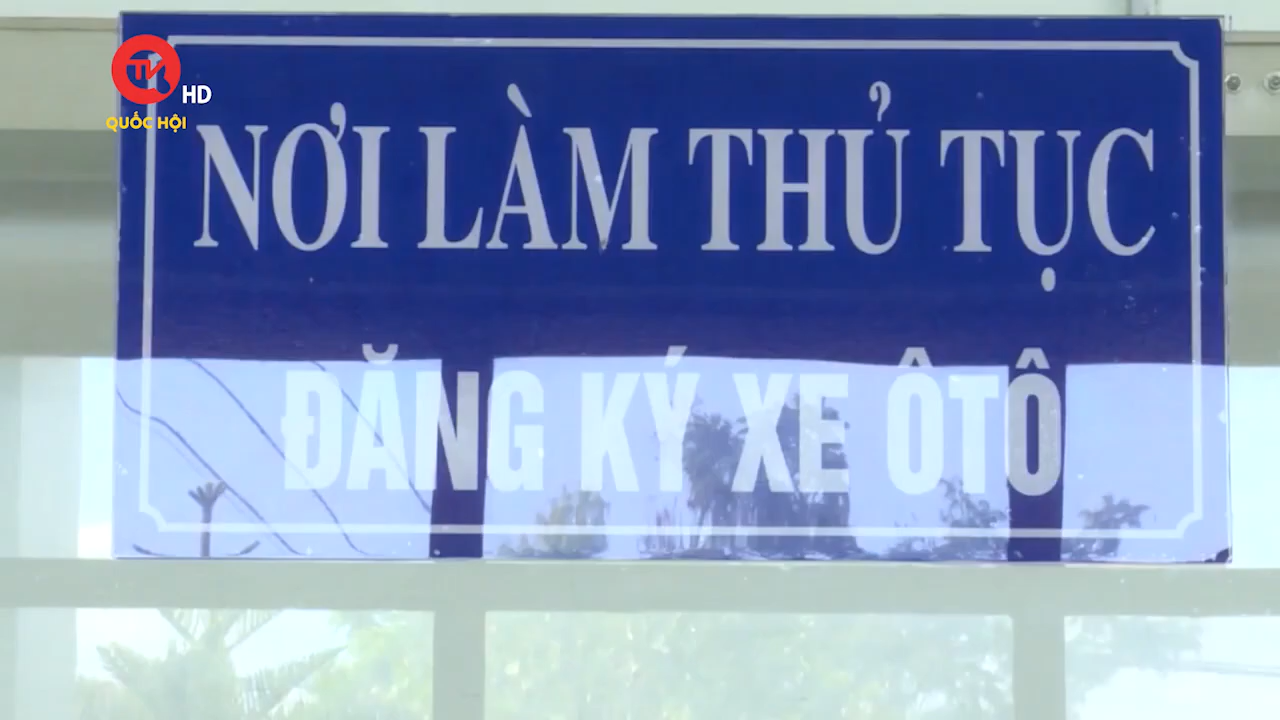 HD
QUỐC HỘI
NƠI LÀM THỦ TỤC
ĐĂNG KÝ XE ÔTÔ